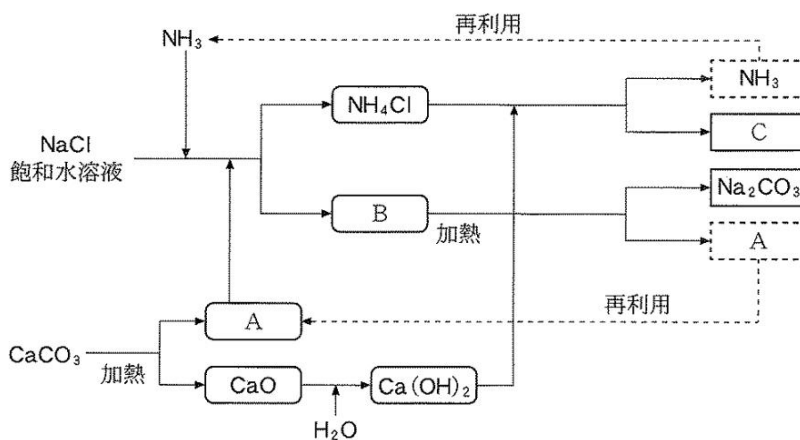 再利用
NH₃
NH₃
NH₄Cl
C
NaCl
飽和水溶液
Na₂CO₃
B
加熱
A
再利用
A
CaCO₃
加熱
CaO
Ca(OH)₂
H₂O